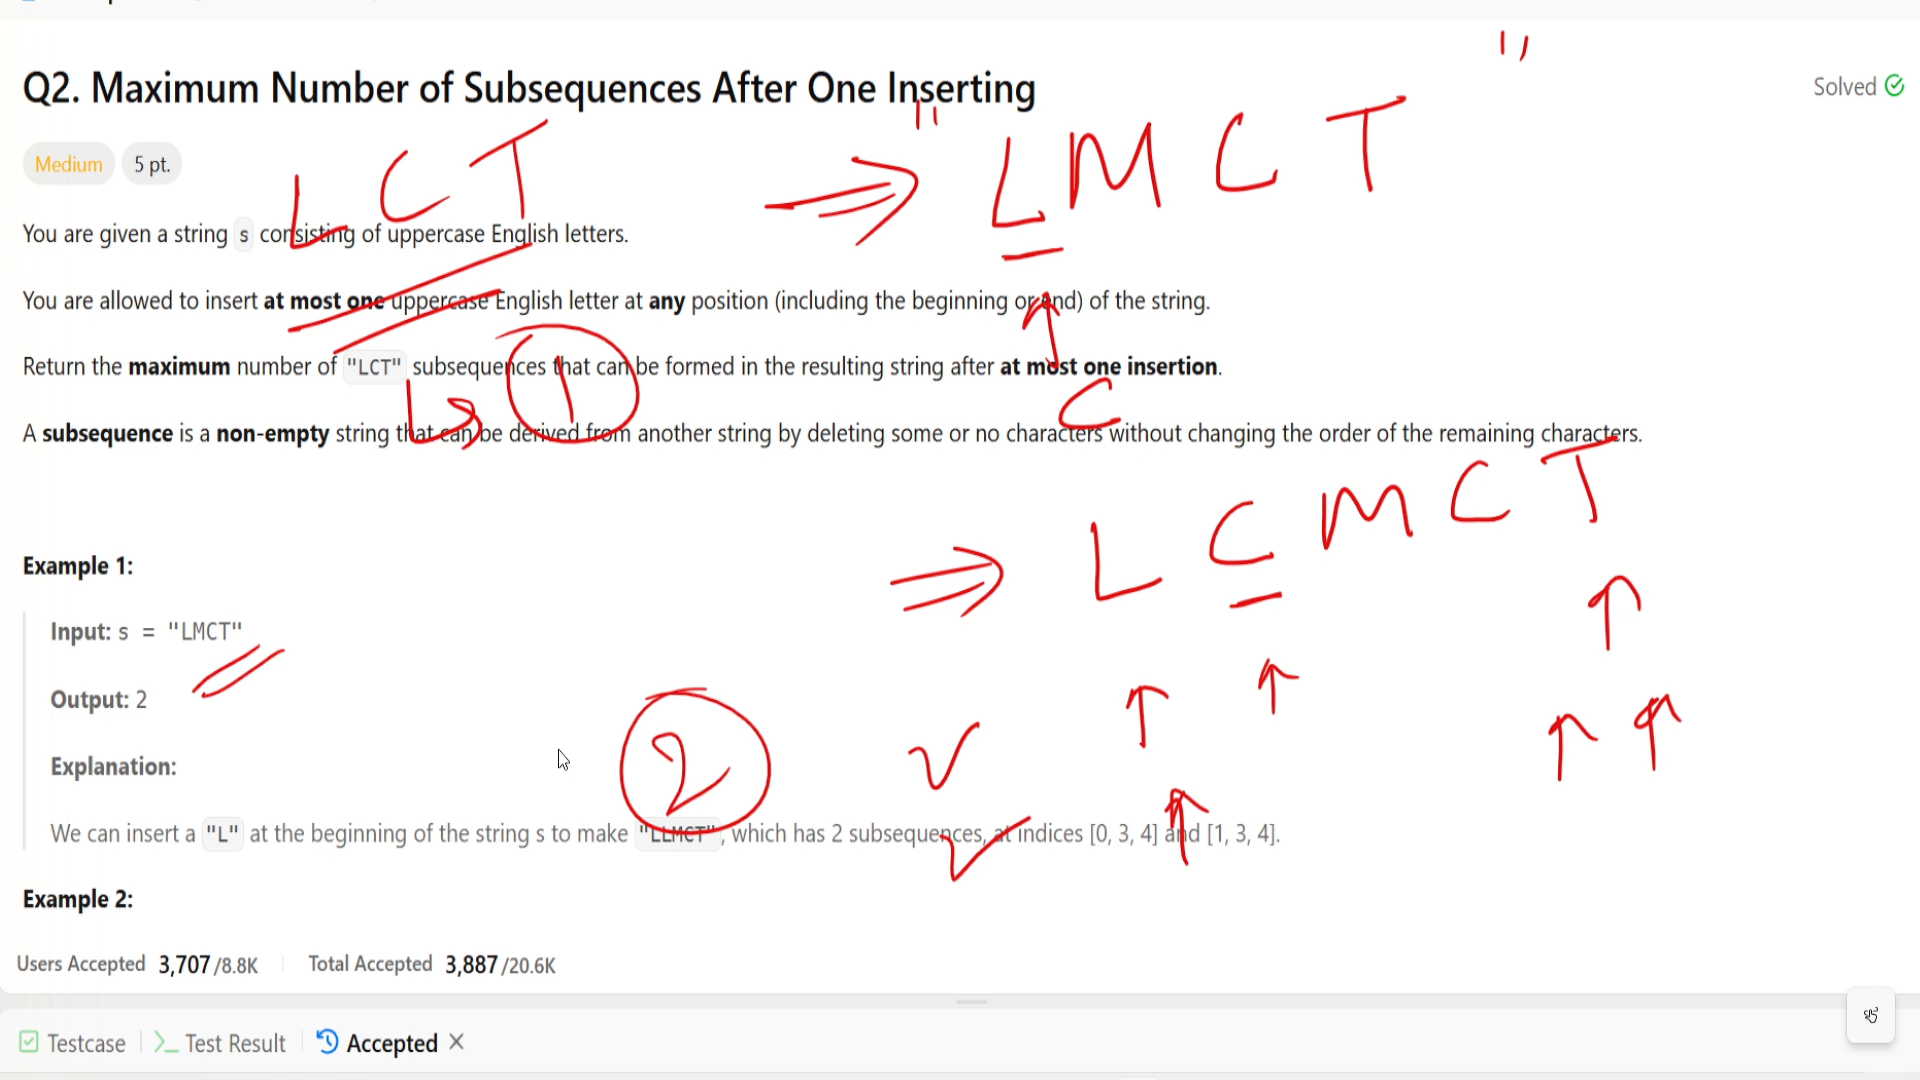 Q2. Maximum Number of Subsequences After One Inserting
Solved
Medium 5 pt.
L C T
" L M C T "
You are given a string s consisting of uppercase English letters.
You are allowed to insert at most one uppercase English letter at any position (including the beginning or end) of the string.
Return the maximum number of "LCT" subsequences that can be formed in the resulting string after at most one insertion.
1
C
A subsequence is a non-empty string that can be derived from another string by deleting some or no characters without changing the order of the remaining characters.
L C M C T
Example 1:
Input: s = "LMCT"
Output: 2
2
Explanation:
We can insert a "L" at the beginning of the string s to make "LLMCT", which has 2 subsequences, at indices [0, 3, 4] and [1, 3, 4].
Example 2:
Users Accepted 3,707/8.8K Total Accepted 3,887/20.6K
Testcase Test Result Accepted